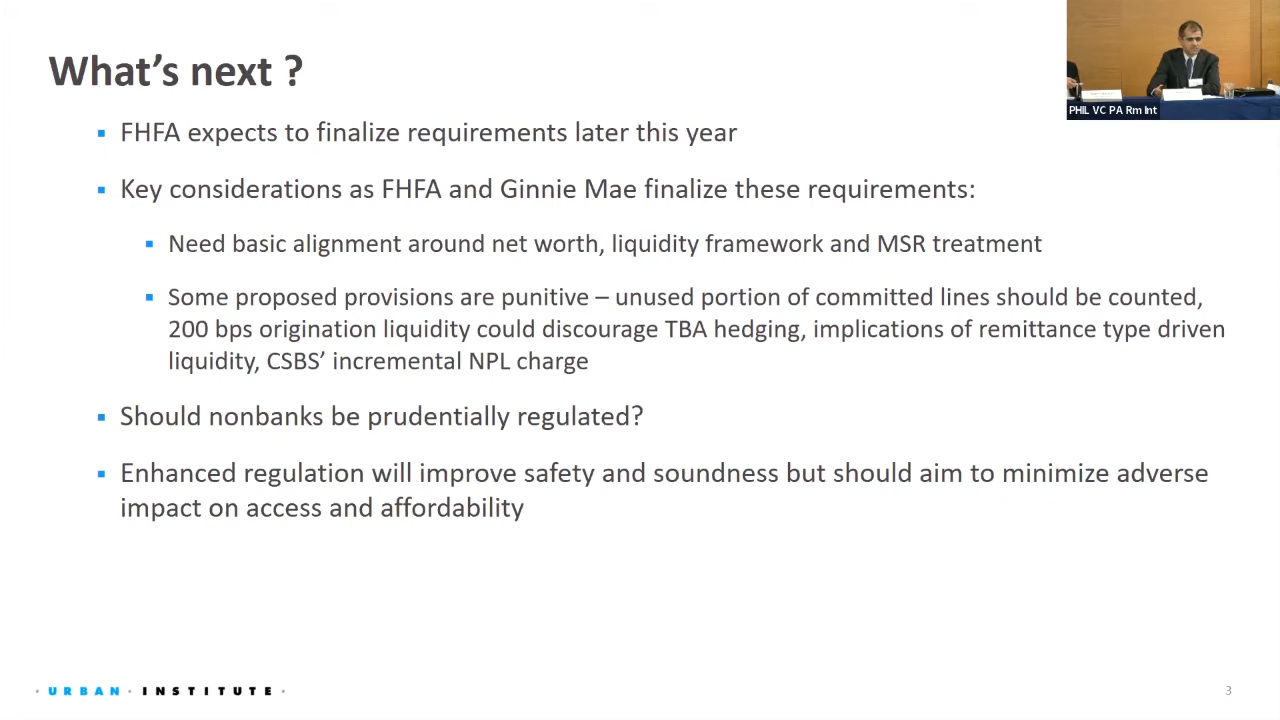 What's next ?
PHIL VC PA Rm Int
▪ FHFA expects to finalize requirements later this year
▪ Key considerations as FHFA and Ginnie Mae finalize these requirements:
▪ Need basic alignment around net worth, liquidity framework and MSR treatment
▪ Some proposed provisions are punitive – unused portion of committed lines should be counted,
200 bps origination liquidity could discourage TBA hedging, implications of remittance type driven
liquidity, CSBS’ incremental NPL charge
▪ Should nonbanks be prudentially regulated?
▪ Enhanced regulation will improve safety and soundness but should aim to minimize adverse
impact on access and affordability
· URBAN · INSTITUTE ·
3